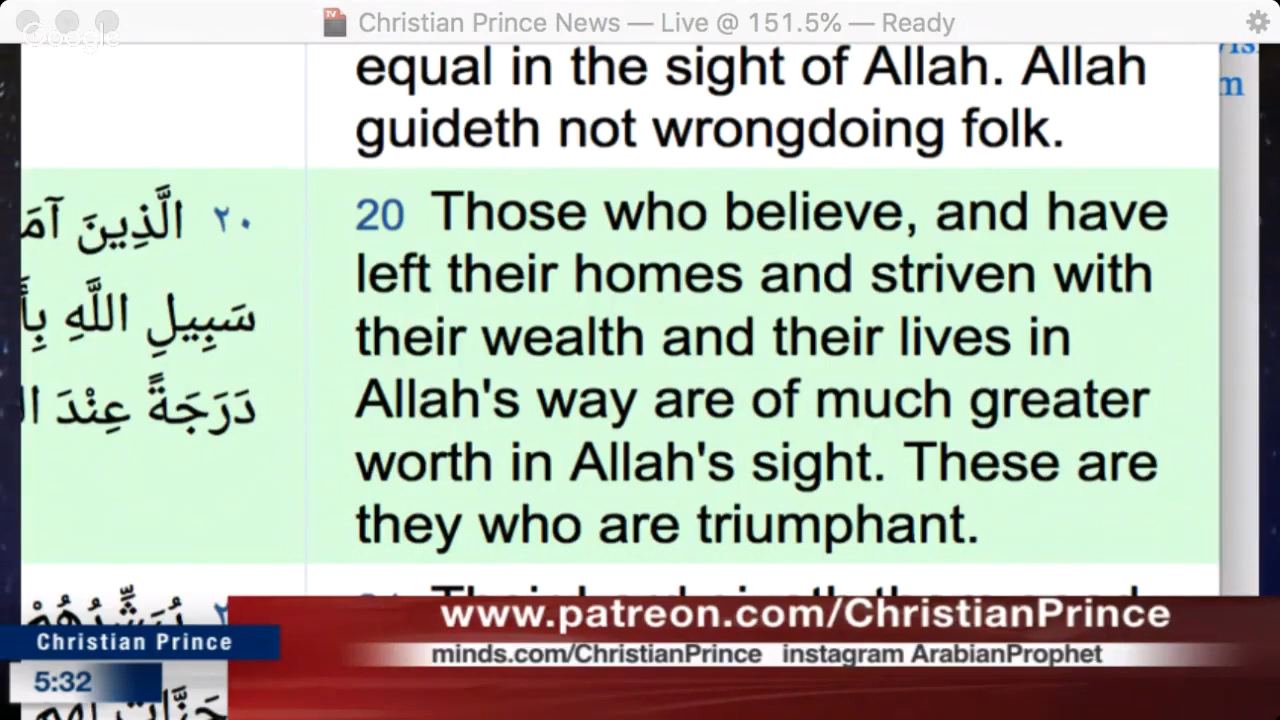 Christian Prince News — Live @ 151.5% — Ready
Google
equal in the sight of Allah. Allah
guideth not wrongdoing folk.
٢٠ الَّذِينَ
سَبِيلِ اللَّهِ
دَرَجَةً عِنْدَ
20 Those who believe, and have
left their homes and striven with
their wealth and their lives in
Allah's way are of much greater
worth in Allah's sight. These are
they who are triumphant.
www.patreon.com/ChristianPrince
Christian Prince
minds.com/ChristianPrince instagram ArabianProphet
5:32